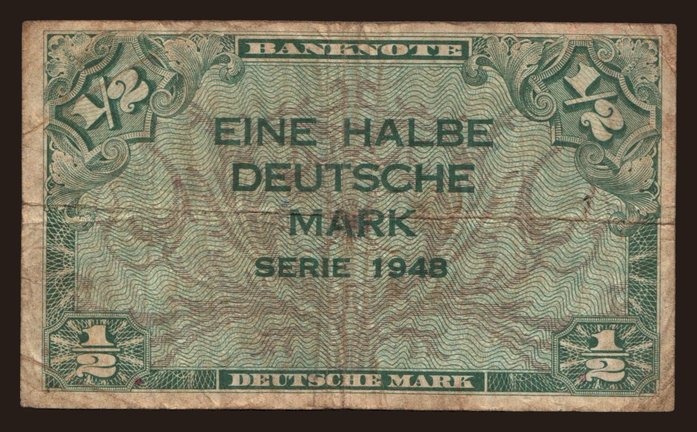 BANKNOTE
1/2 1/2
EINE HALBE
DEUTSCHE
MARK
SERIE 1948
1/2 1/2
DEUTSCHE MARK